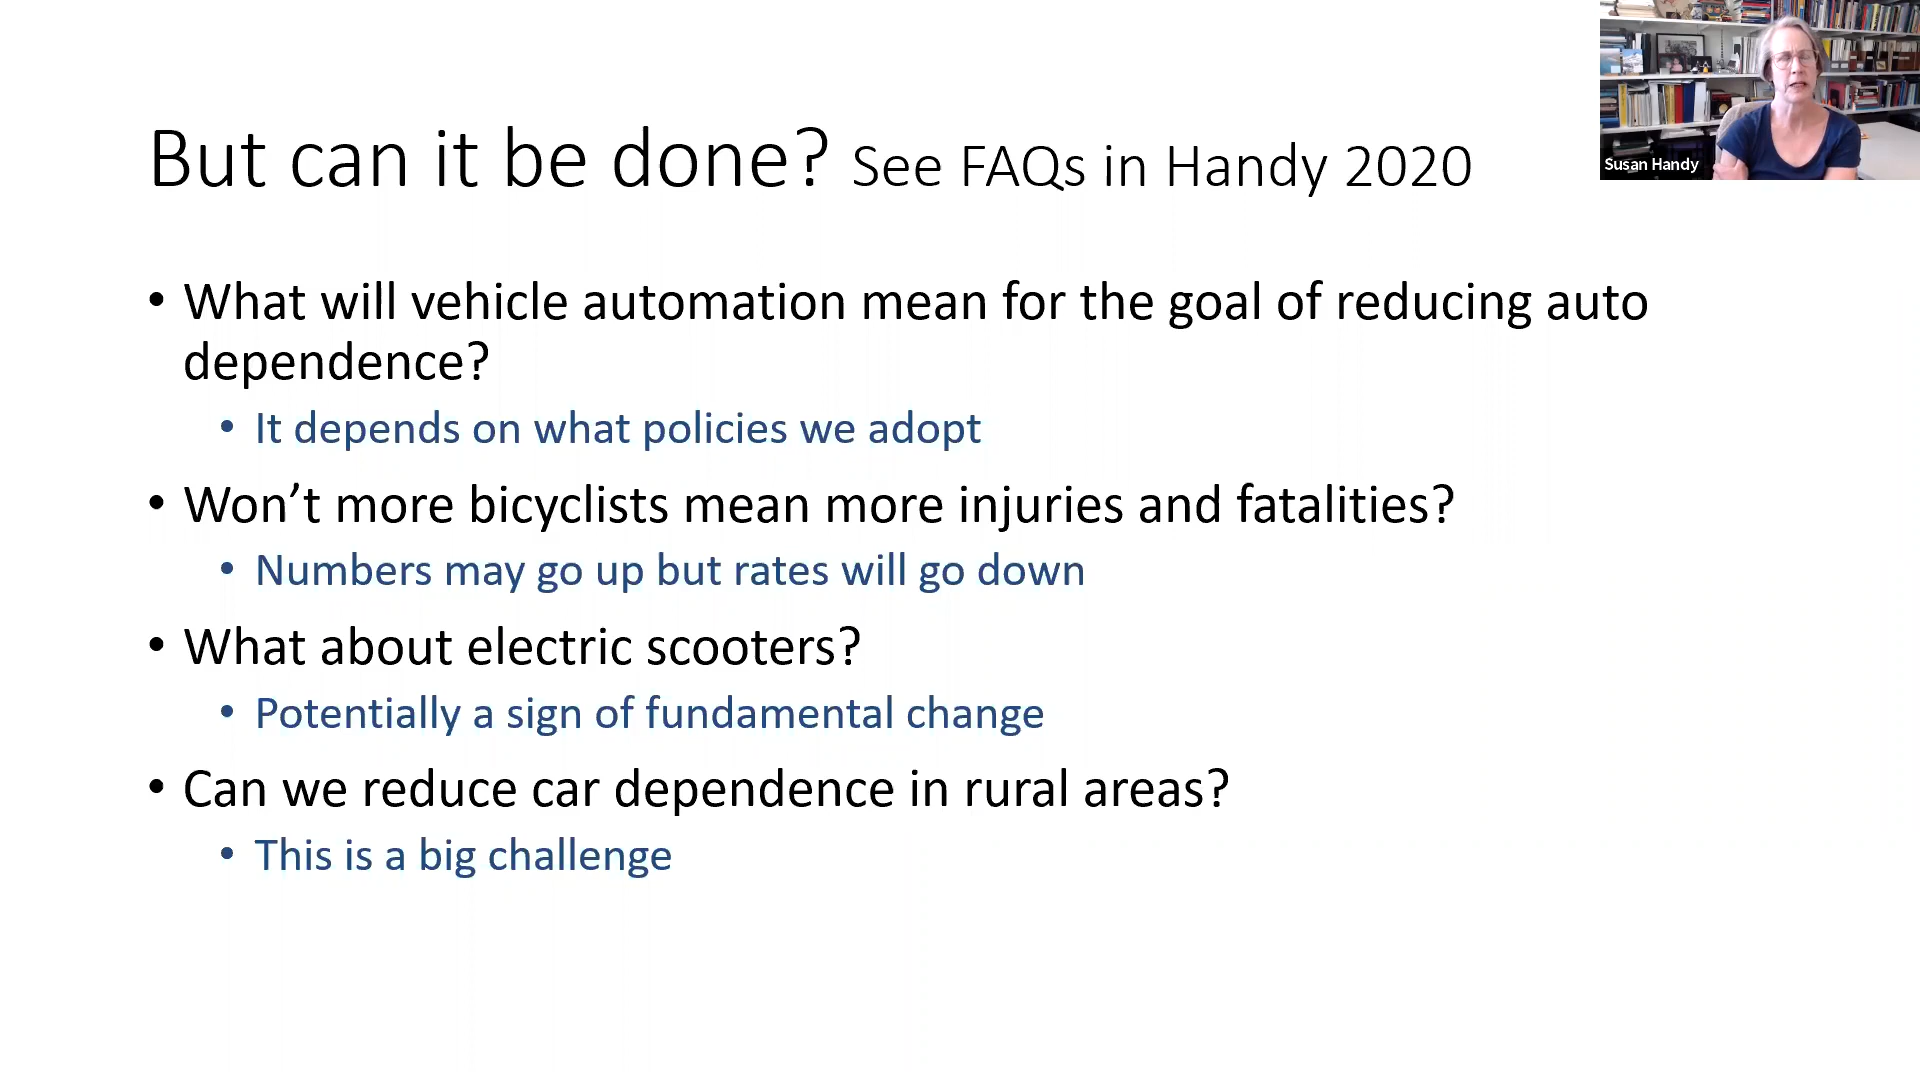 But can it be done? See FAQs in Handy 2020
Susan Handy
• What will vehicle automation mean for the goal of reducing auto
dependence?
• It depends on what policies we adopt
• Won’t more bicyclists mean more injuries and fatalities?
• Numbers may go up but rates will go down
• What about electric scooters?
• Potentially a sign of fundamental change
• Can we reduce car dependence in rural areas?
• This is a big challenge